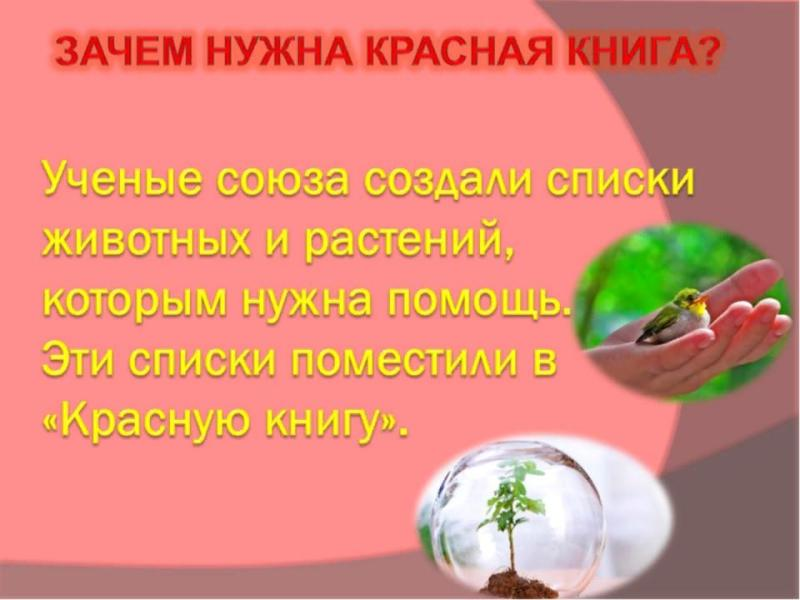 ЗАЧЕМ НУЖНА КРАСНАЯ КНИГА?
Ученые союза создали списки
животных и растений,
которым нужна помощь.
Эти списки поместили в
«Красную книгу».